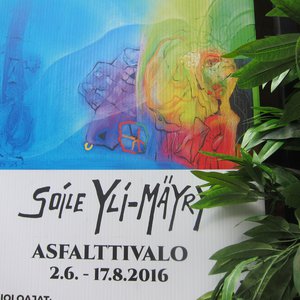 Soile YLi-MÄYRY
ASFALTTIVALO
2.6. - 17.8.2016